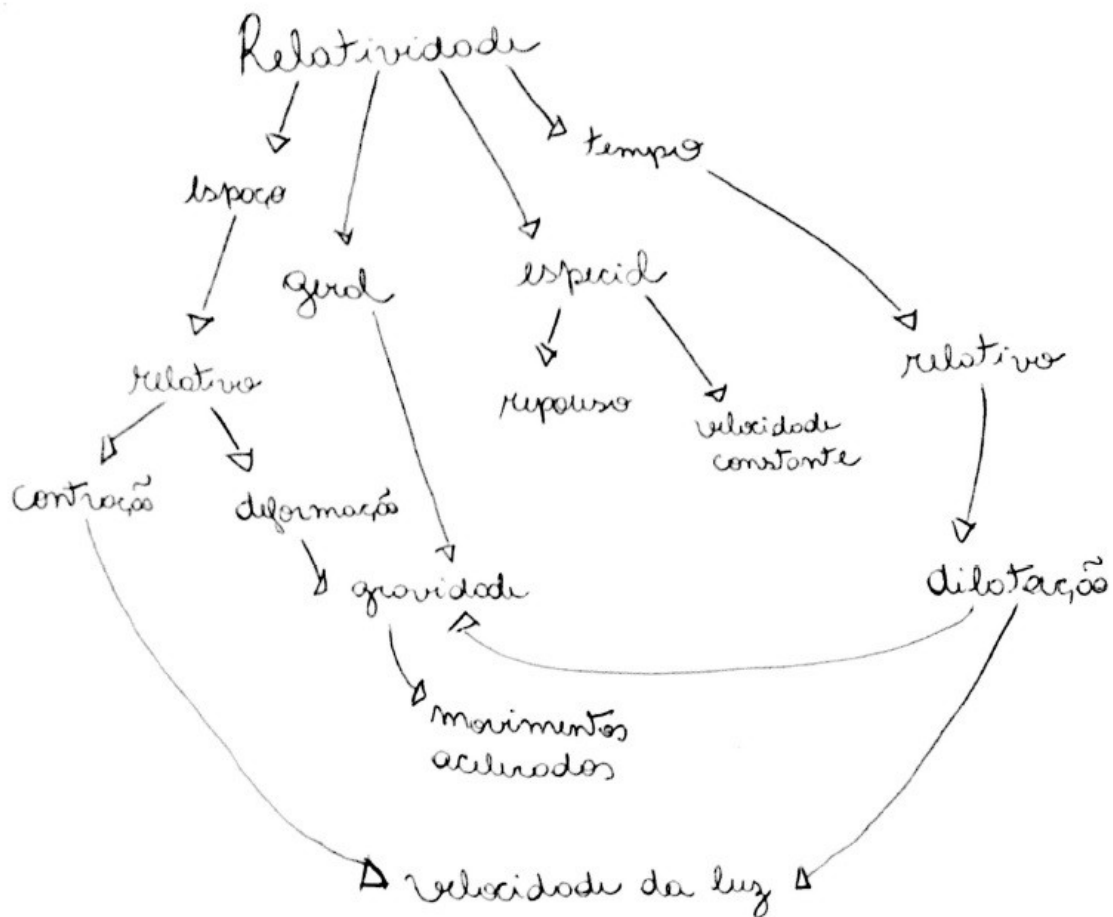 Relatividade
tempo
espaço
geral
especial
relativo
relativo
repouso
velocidade
constante
contração
deformação
gravidade
dilatação
movimentos
acelerados
velocidade da luz